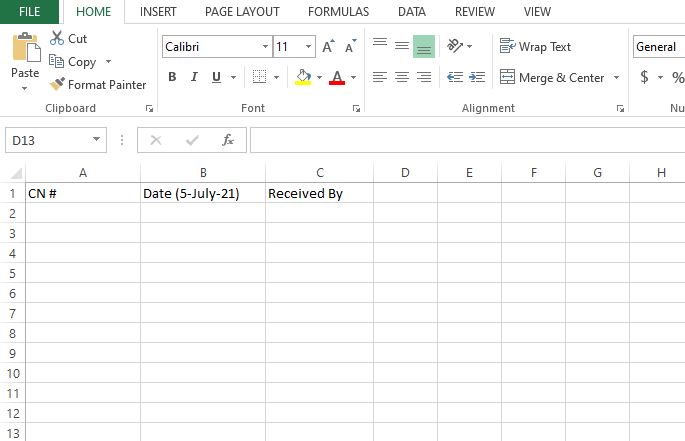 FILE HOME INSERT PAGE LAYOUT FORMULAS DATA REVIEW VIEW
Paste
Cut
Copy
Format Painter
Clipboard
Calibri 11 A A
B I U A
Font
Wrap Text
Merge & Center
Alignment
General
$ %
Nu
D13 fx
A B C D E F G H
1 CN # Date (5-July-21) Received By
2
3
4
5
6
7
8
9
10
11
12
13